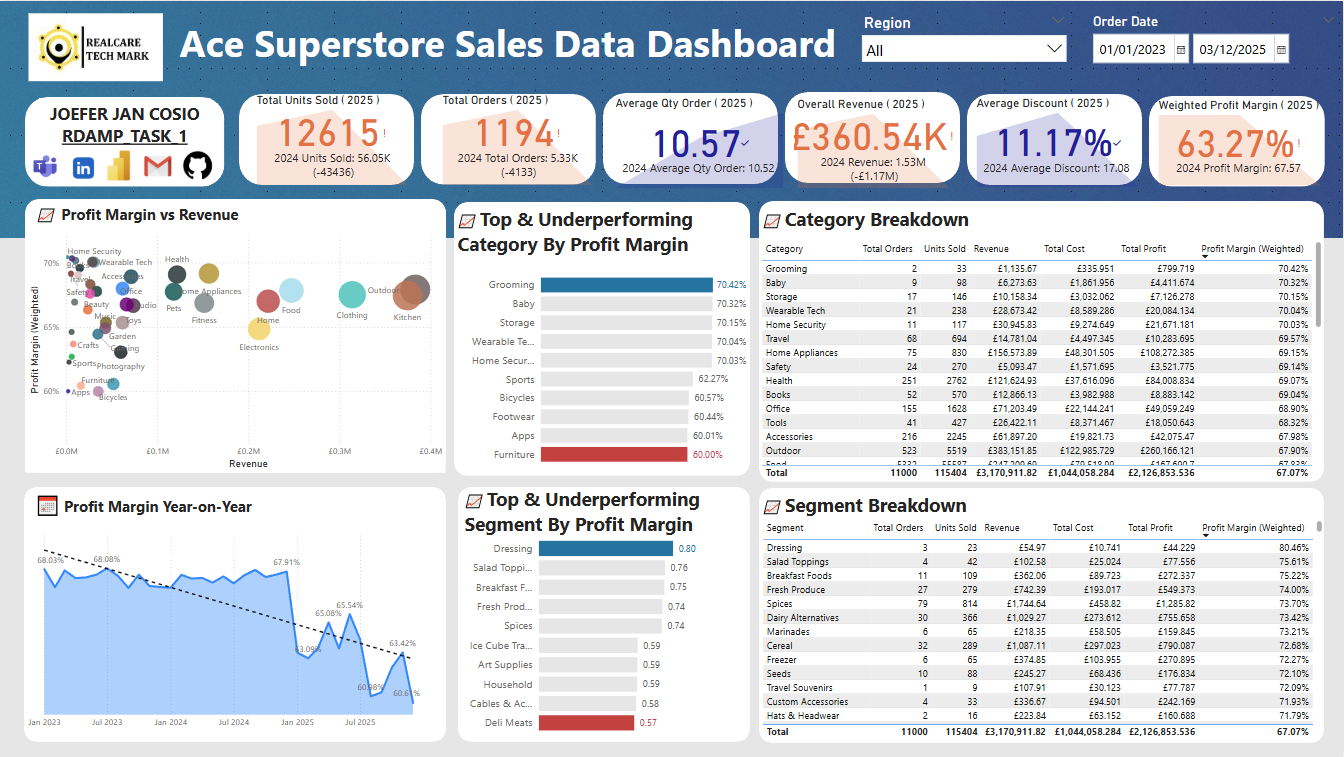 REALCARE
TECH MARK
Ace Superstore Sales Data Dashboard
Region
All
Order Date
01/01/2023
03/12/2025
JOEFER JAN COSIO
RDAMP_TASK_1
Total Units Sold ( 2025 )
12615!
2024 Units Sold: 56.05K
(-43436)
Total Orders ( 2025 )
1194!
2024 Total Orders: 5.33K
(-4133)
Average Qty Order ( 2025 )
10.57
2024 Average Qty Order: 10.52
Overall Revenue ( 2025 )
£360.54K!
2024 Revenue: 1.53M
(-£1.17M)
Average Discount ( 2025 )
11.17%
2024 Average Discount: 17.08
Weighted Profit Margin ( 2025 )
63.27%!
2024 Profit Margin: 67.57
Profit Margin vs Revenue
Profit Margin (Weighted)
70%
65%
60%
Home Security
Wearable Tech
Health
Travel
Accessories
Home Appliances
Safety
Office
Outdoor
Beauty
Audio
Pets
Music
Toys
Fitness
Home
Food
Clothing
Kitchen
Garden
Crafts
Gaming
Electronics
Sports
Photography
Furniture
Apps
Bicycles
£0.0M
£0.1M
£0.2M
£0.3M
£0.4M
Revenue
Top & Underperforming
Category By Profit Margin
Grooming 70.42%
Baby 70.32%
Storage 70.15%
Wearable Te... 70.04%
Home Secur... 70.03%
Sports 62.27%
Bicycles 60.57%
Footwear 60.44%
Apps 60.01%
Furniture 60.00%
Category Breakdown
Category Total Orders Units Sold Revenue Total Cost Total Profit Profit Margin (Weighted)
Grooming 2 33 £1,135.67 £335.951 £799.719 70.42%
Baby 9 98 £6,273.63 £1,861.956 £4,411.674 70.32%
Storage 17 146 £10,158.34 £3,032.062 £7,126.278 70.15%
Wearable Tech 21 238 £28,673.42 £8,589.286 £20,084.134 70.04%
Home Security 11 117 £30,945.83 £9,274.649 £21,671.181 70.03%
Travel 68 694 £14,781.04 £4,497.345 £10,283.695 69.57%
Home Appliances 75 830 £156,573.89 £48,301.505 £108,272.385 69.15%
Safety 24 270 £5,093.47 £1,571.695 £3,521.775 69.14%
Health 251 2762 £121,624.93 £37,616.096 £84,008.834 69.07%
Books 52 570 £12,866.13 £3,982.988 £8,883.142 69.04%
Office 155 1628 £71,203.49 £22,144.241 £49,059.249 68.90%
Tools 41 427 £26,422.11 £8,371.467 £18,050.643 68.32%
Accessories 216 2245 £61,897.20 £19,821.73 £42,075.47 67.98%
Outdoor 523 5519 £383,151.85 £122,985.729 £260,166.121 67.90%
Total 11000 115404 £3,170,911.82 £1,044,058.284 £2,126,853.536 67.07%
Profit Margin Year-on-Year
68.03%
68.08%
67.91%
63.09%
65.08%
65.54%
60.98%
63.42%
60.61%
Jan 2023
Jul 2023
Jan 2024
Jul 2024
Jan 2025
Jul 2025
Top & Underperforming
Segment By Profit Margin
Dressing 0.80
Salad Toppi... 0.76
Breakfast F... 0.75
Fresh Prod... 0.74
Spices 0.74
Ice Cube Tra... 0.59
Art Supplies 0.59
Household 0.59
Cables & Ac... 0.58
Deli Meats 0.57
Segment Breakdown
Segment Total Orders Units Sold Revenue Total Cost Total Profit Profit Margin (Weighted)
Dressing 3 23 £54.97 £10.741 £44.229 80.46%
Salad Toppings 4 42 £102.58 £25.024 £77.556 75.61%
Breakfast Foods 11 109 £362.06 £89.723 £272.337 75.22%
Fresh Produce 27 279 £742.39 £193.017 £549.373 74.00%
Spices 79 814 £1,744.64 £458.82 £1,285.82 73.70%
Dairy Alternatives 30 366 £1,029.27 £273.612 £755.658 73.42%
Marinades 6 65 £218.35 £58.505 £159.845 73.21%
Cereal 32 289 £1,087.11 £297.023 £790.087 72.68%
Freezer 6 65 £374.85 £103.955 £270.895 72.27%
Seeds 10 88 £245.27 £68.436 £176.834 72.10%
Travel Souvenirs 1 9 £107.91 £30.123 £77.787 72.09%
Custom Accessories 4 33 £336.67 £94.501 £242.169 71.93%
Hats & Headwear 2 16 £223.84 £63.152 £160.688 71.79%
Total 11000 115404 £3,170,911.82 £1,044,058.284 £2,126,853.536 67.07%